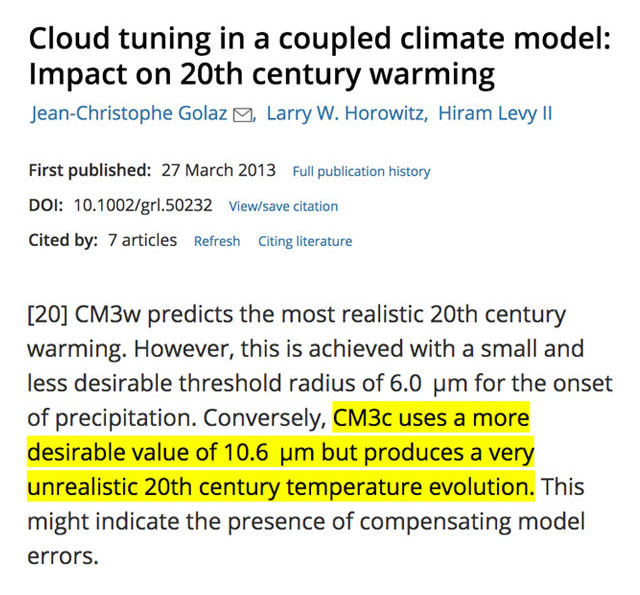 Cloud tuning in a coupled climate model:
Impact on 20th century warming
Jean-Christophe Golaz, Larry W. Horowitz, Hiram Levy II
First published: 27 March 2013 Full publication history
DOI: 10.1002/grl.50232 View/save citation
Cited by: 7 articles Refresh Citing literature
[20] CM3w predicts the most realistic 20th century
warming. However, this is achieved with a small and
less desirable threshold radius of 6.0 μm for the onset
of precipitation. Conversely, CM3c uses a more
desirable value of 10.6 μm but produces a very
unrealistic 20th century temperature evolution. This
might indicate the presence of compensating model
errors.